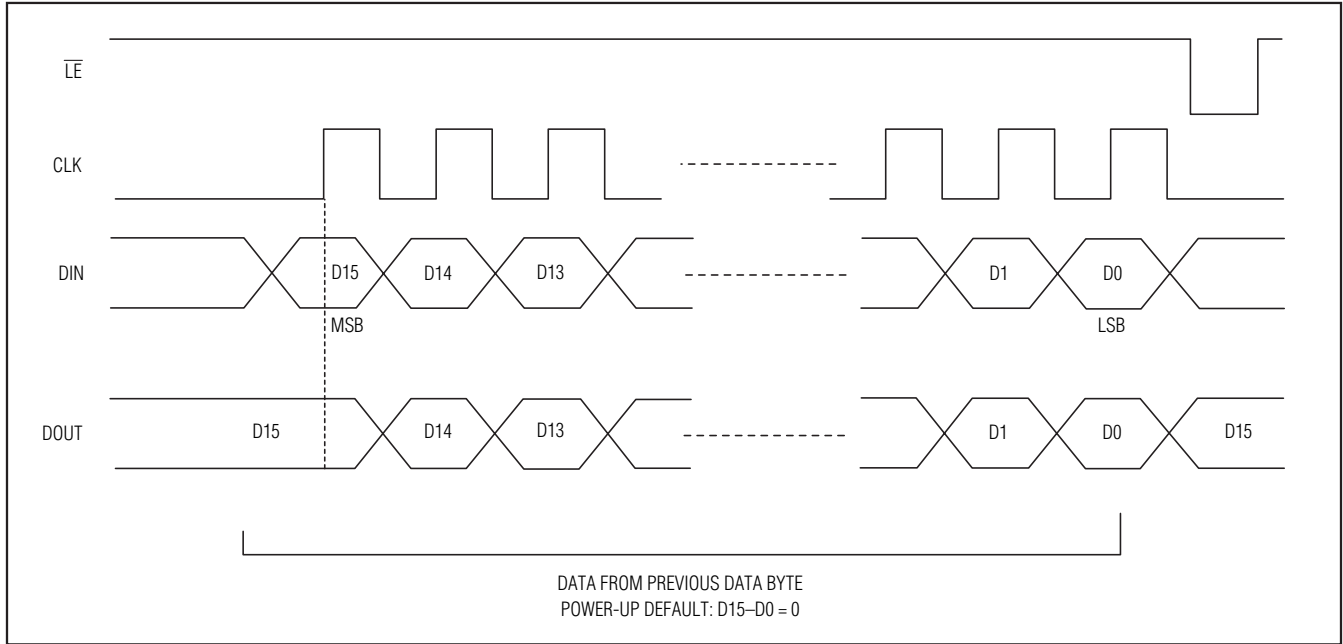 L̅E̅
CLK
DIN D15 D14 D13 D1 D0
MSB LSB
DOUT D15 D14 D13 D1 D0 D15
DATA FROM PREVIOUS DATA BYTE
POWER-UP DEFAULT: D15–D0 = 0